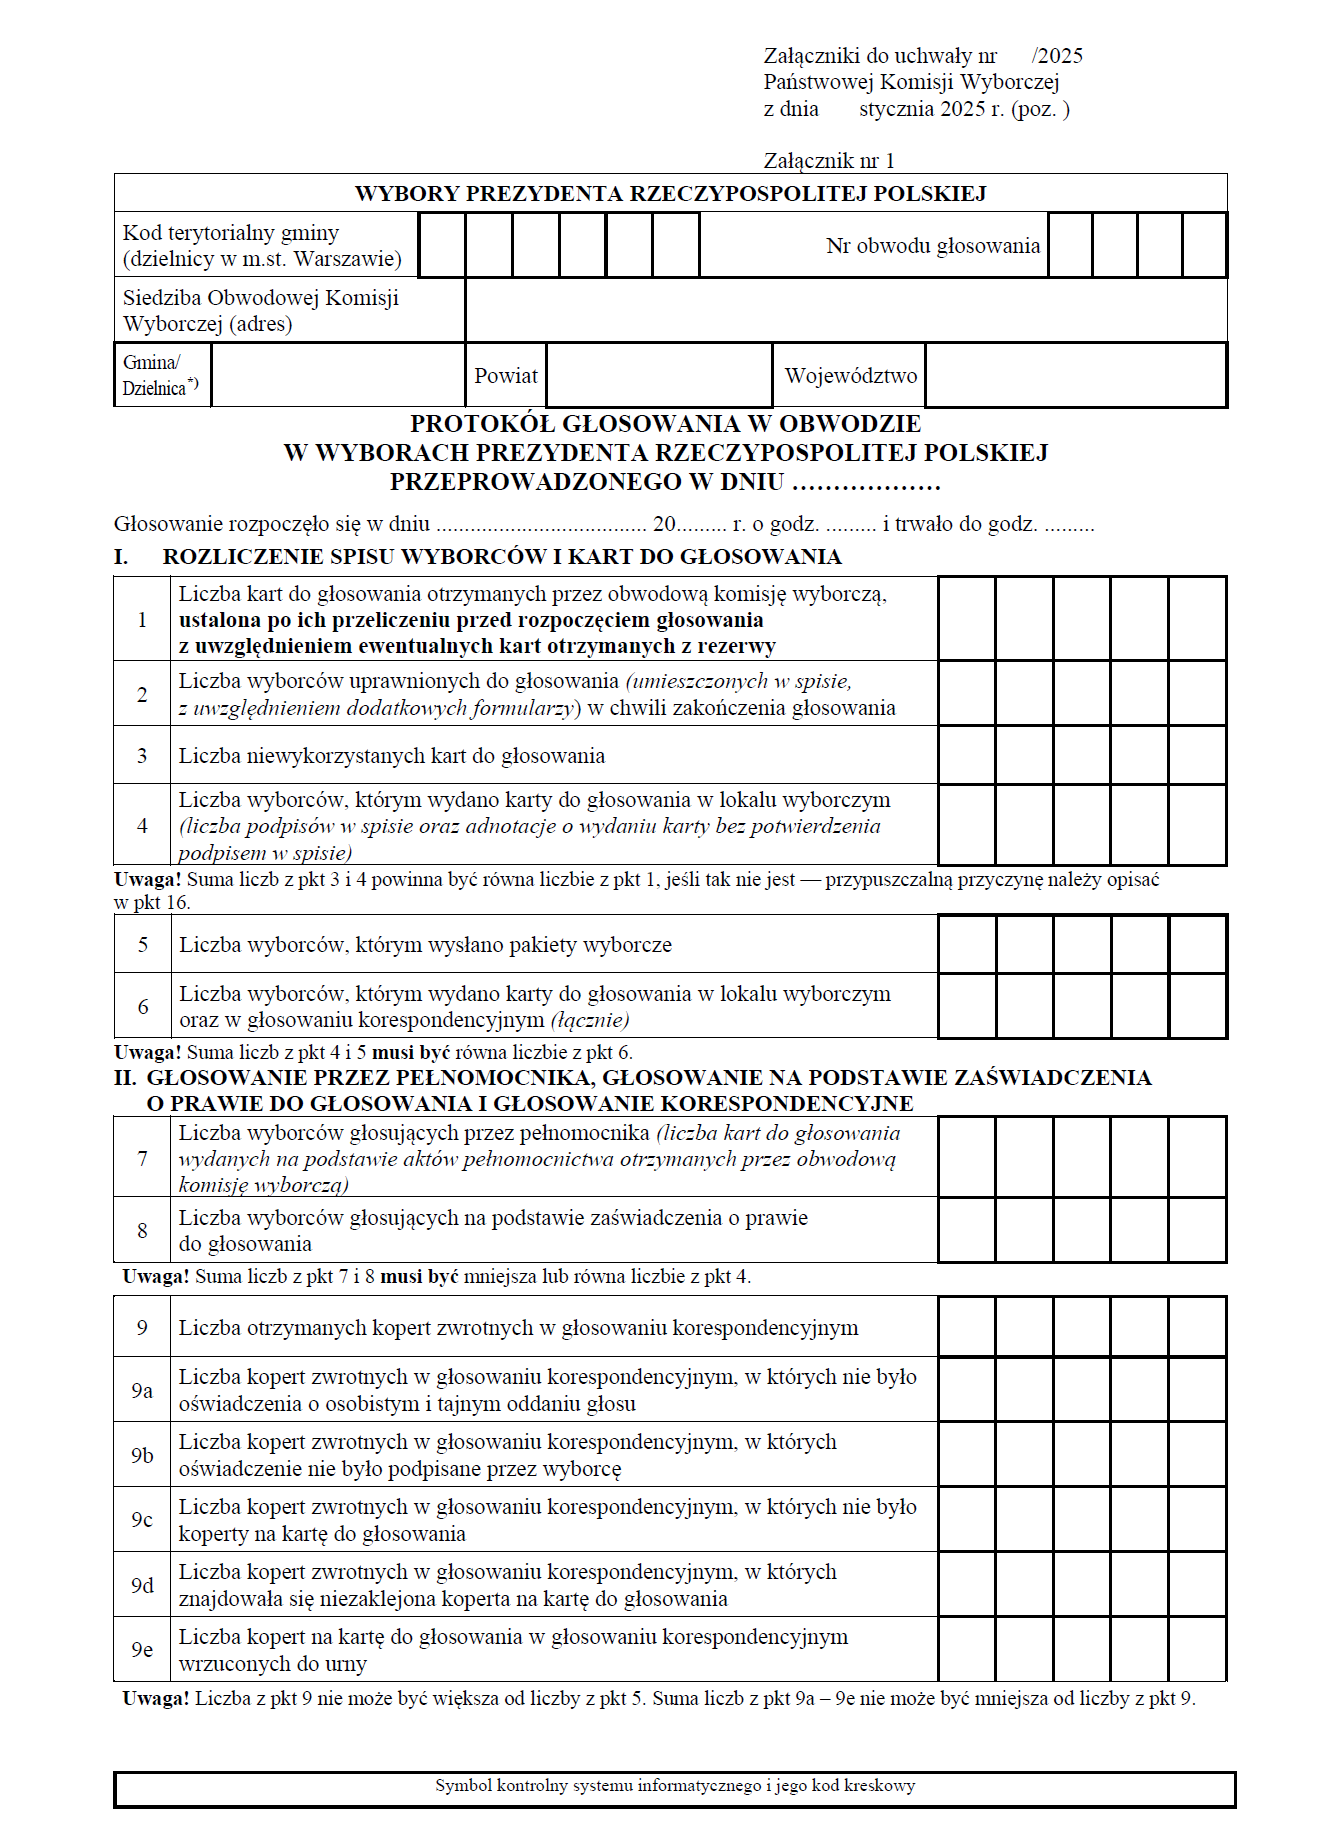 Załączniki do uchwały nr /2025
Państwowej Komisji Wyborczej
z dnia stycznia 2025 r. (poz. )
Załącznik nr 1
WYBORY PREZYDENTA RZECZYPOSPOLITEJ POLSKIEJ
Kod terytorialny gminy
(dzielnicy w m.st. Warszawie)
Nr obwodu głosowania
Siedziba Obwodowej Komisji
Wyborczej (adres)
Gmina/
Dzielnica*)
Powiat
Województwo
PROTOKÓŁ GŁOSOWANIA W OBWODZIE
W WYBORACH PREZYDENTA RZECZYPOSPOLITEJ POLSKIEJ
PRZEPROWADZONEGO W DNIU ………………
Głosowanie rozpoczęło się w dniu ..................................... 20......... r. o godz. ......... i trwało do godz. .........
I. ROZLICZENIE SPISU WYBORCÓW I KART DO GŁOSOWANIA
1
Liczba kart do głosowania otrzymanych przez obwodową komisję wyborczą,
ustalona po ich przeliczeniu przed rozpoczęciem głosowania
z uwzględnieniem ewentualnych kart otrzymanych z rezerwy
2
Liczba wyborców uprawnionych do głosowania (umieszczonych w spisie,
z uwzględnieniem dodatkowych formularzy) w chwili zakończenia głosowania
3
Liczba niewykorzystanych kart do głosowania
4
Liczba wyborców, którym wydano karty do głosowania w lokalu wyborczym
(liczba podpisów w spisie oraz adnotacje o wydaniu karty bez potwierdzenia
podpisem w spisie)
Uwaga! Suma liczb z pkt 3 i 4 powinna być równa liczbie z pkt 1, jeśli tak nie jest — przypuszczalną przyczynę należy opisać
w pkt 16.
5
Liczba wyborców, którym wysłano pakiety wyborcze
6
Liczba wyborców, którym wydano karty do głosowania w lokalu wyborczym
oraz w głosowaniu korespondencyjnym (łącznie)
Uwaga! Suma liczb z pkt 4 i 5 musi być równa liczbie z pkt 6.
II. GŁOSOWANIE PRZEZ PEŁNOMOCNIKA, GŁOSOWANIE NA PODSTAWIE ZAŚWIADCZENIA
O PRAWIE DO GŁOSOWANIA I GŁOSOWANIE KORESPONDENCYJNE
7
Liczba wyborców głosujących przez pełnomocnika (liczba kart do głosowania
wydanych na podstawie aktów pełnomocnictwa otrzymanych przez obwodową
komisję wyborczą)
8
Liczba wyborców głosujących na podstawie zaświadczenia o prawie
do głosowania
Uwaga! Suma liczb z pkt 7 i 8 musi być mniejsza lub równa liczbie z pkt 4.
9
Liczba otrzymanych kopert zwrotnych w głosowaniu korespondencyjnym
9a
Liczba kopert zwrotnych w głosowaniu korespondencyjnym, w których nie było
oświadczenia o osobistym i tajnym oddaniu głosu
9b
Liczba kopert zwrotnych w głosowaniu korespondencyjnym, w których
oświadczenie nie było podpisane przez wyborcę
9c
Liczba kopert zwrotnych w głosowaniu korespondencyjnym, w których nie było
koperty na kartę do głosowania
9d
Liczba kopert zwrotnych w głosowaniu korespondencyjnym, w których
znajdowała się niezaklejona koperta na kartę do głosowania
9e
Liczba kopert na kartę do głosowania w głosowaniu korespondencyjnym
wrzuconych do urny
Uwaga! Liczba z pkt 9 nie może być większa od liczby z pkt 5. Suma liczb z pkt 9a – 9e nie może być mniejsza od liczby z pkt 9.
Symbol kontrolny systemu informatycznego i jego kod kreskowy